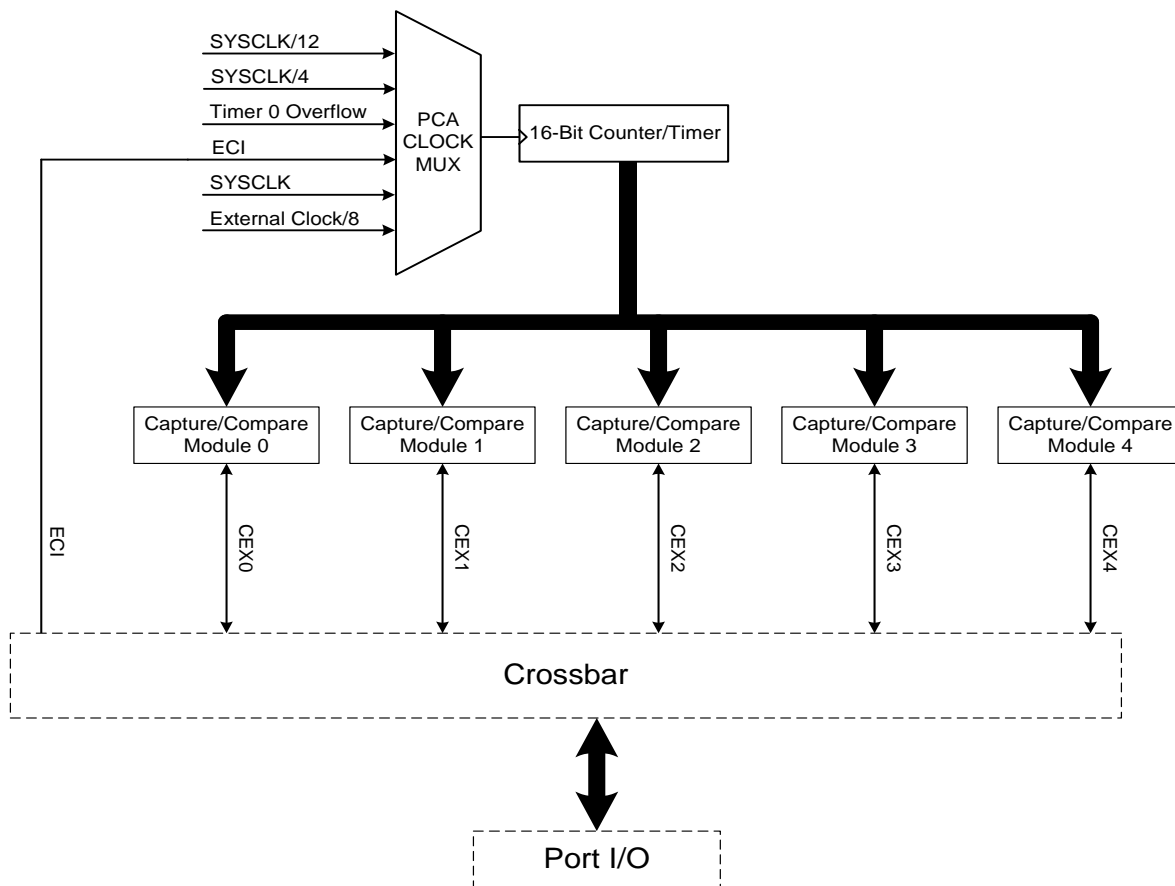 SYSCLK/12
SYSCLK/4
Timer 0 Overflow
ECI
SYSCLK
External Clock/8
PCA
CLOCK
MUX
16-Bit Counter/Timer
Capture/Compare
Module 0
Capture/Compare
Module 1
Capture/Compare
Module 2
Capture/Compare
Module 3
Capture/Compare
Module 4
ECI
CEX0
CEX1
CEX2
CEX3
CEX4
Crossbar
Port I/O